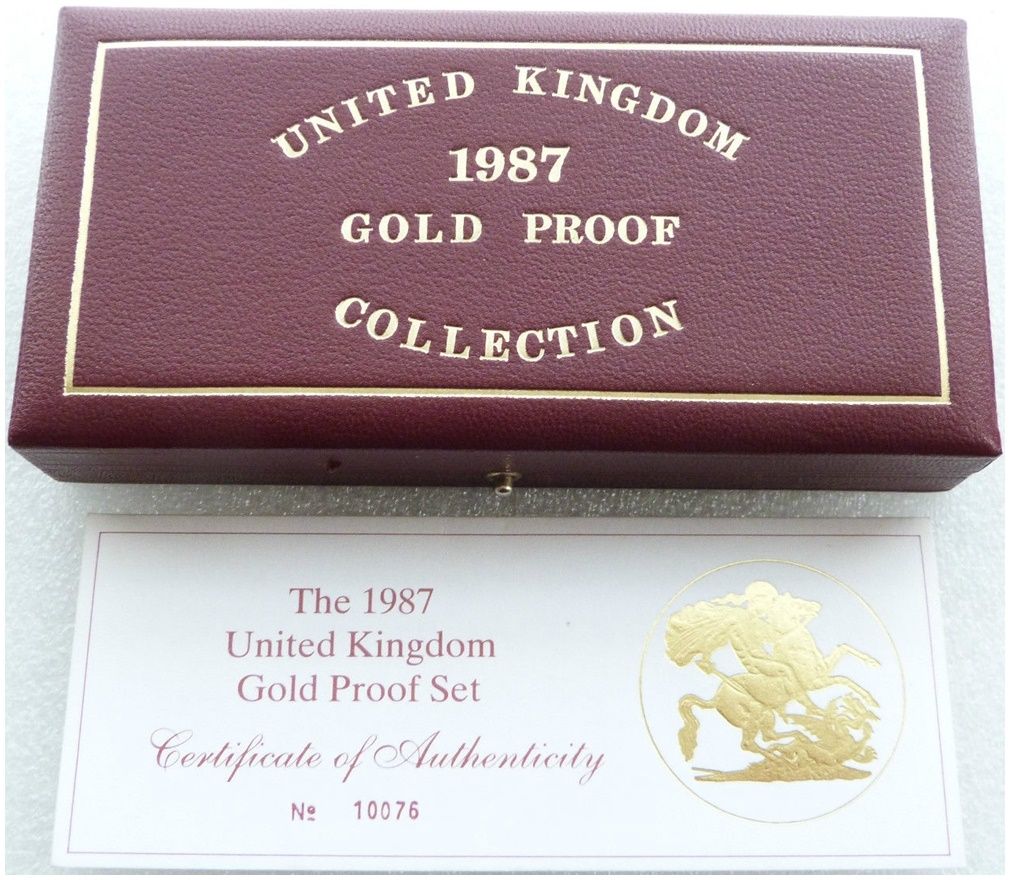 UNITED KINGDOM
1987
GOLD PROOF
COLLECTION
The 1987
United Kingdom
Gold Proof Set
Certificate of Authenticity
Nº 10076